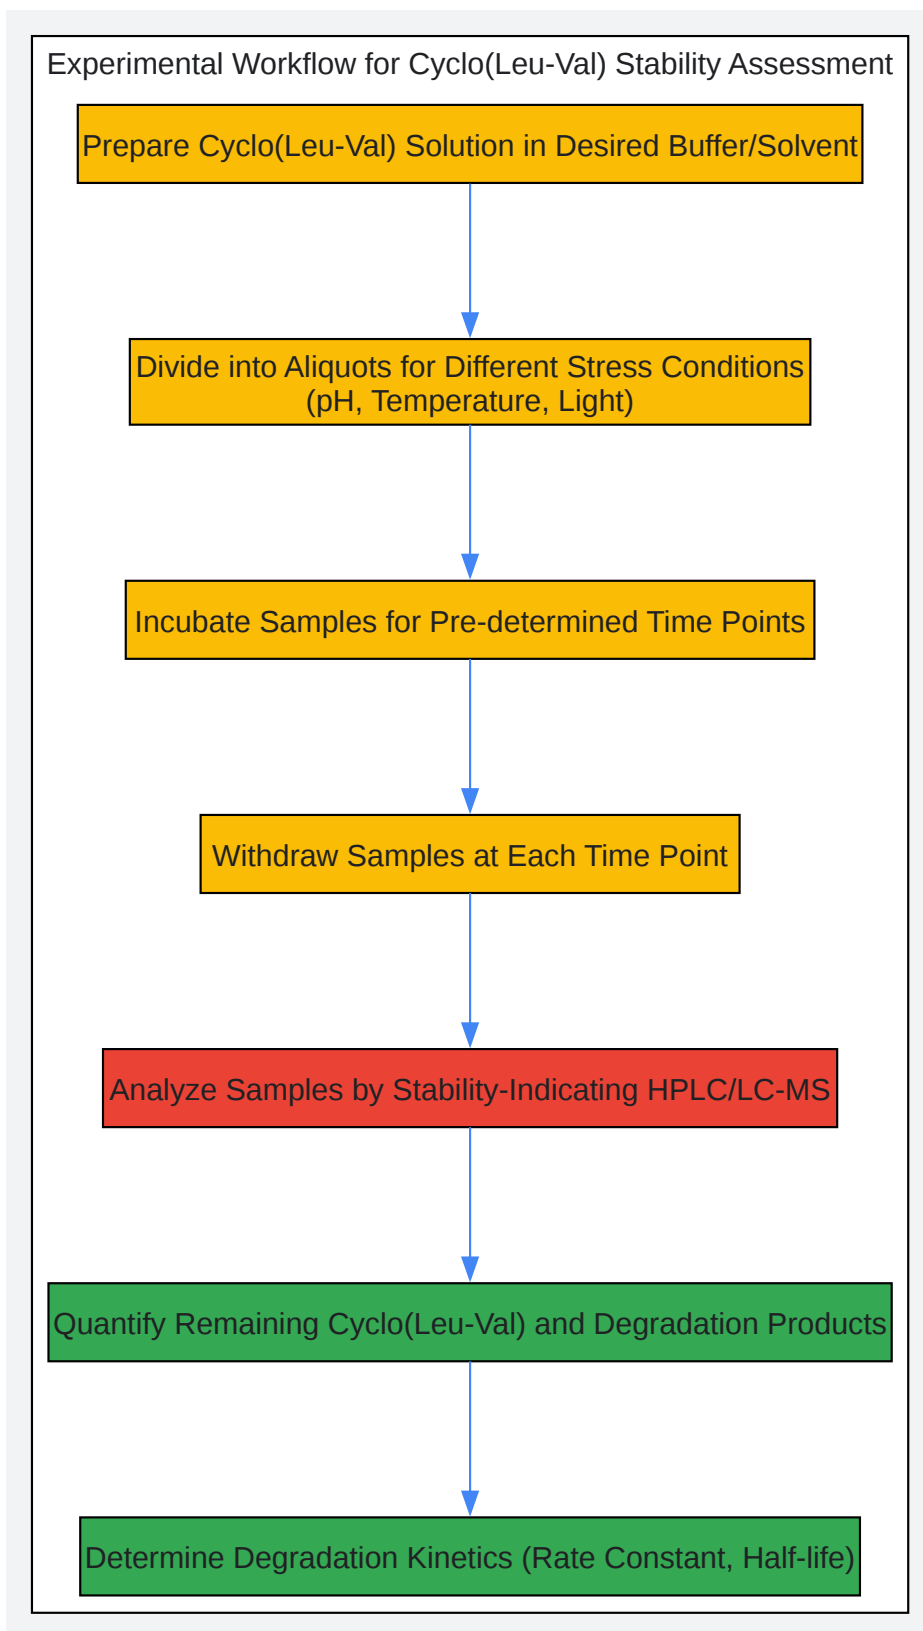 Experimental Workflow for Cyclo(Leu-Val) Stability Assessment
Prepare Cyclo(Leu-Val) Solution in Desired Buffer/Solvent
Divide into Aliquots for Different Stress Conditions
(pH, Temperature, Light)
Incubate Samples for Pre-determined Time Points
Withdraw Samples at Each Time Point
Analyze Samples by Stability-Indicating HPLC/LC-MS
Quantify Remaining Cyclo(Leu-Val) and Degradation Products
Determine Degradation Kinetics (Rate Constant, Half-life)